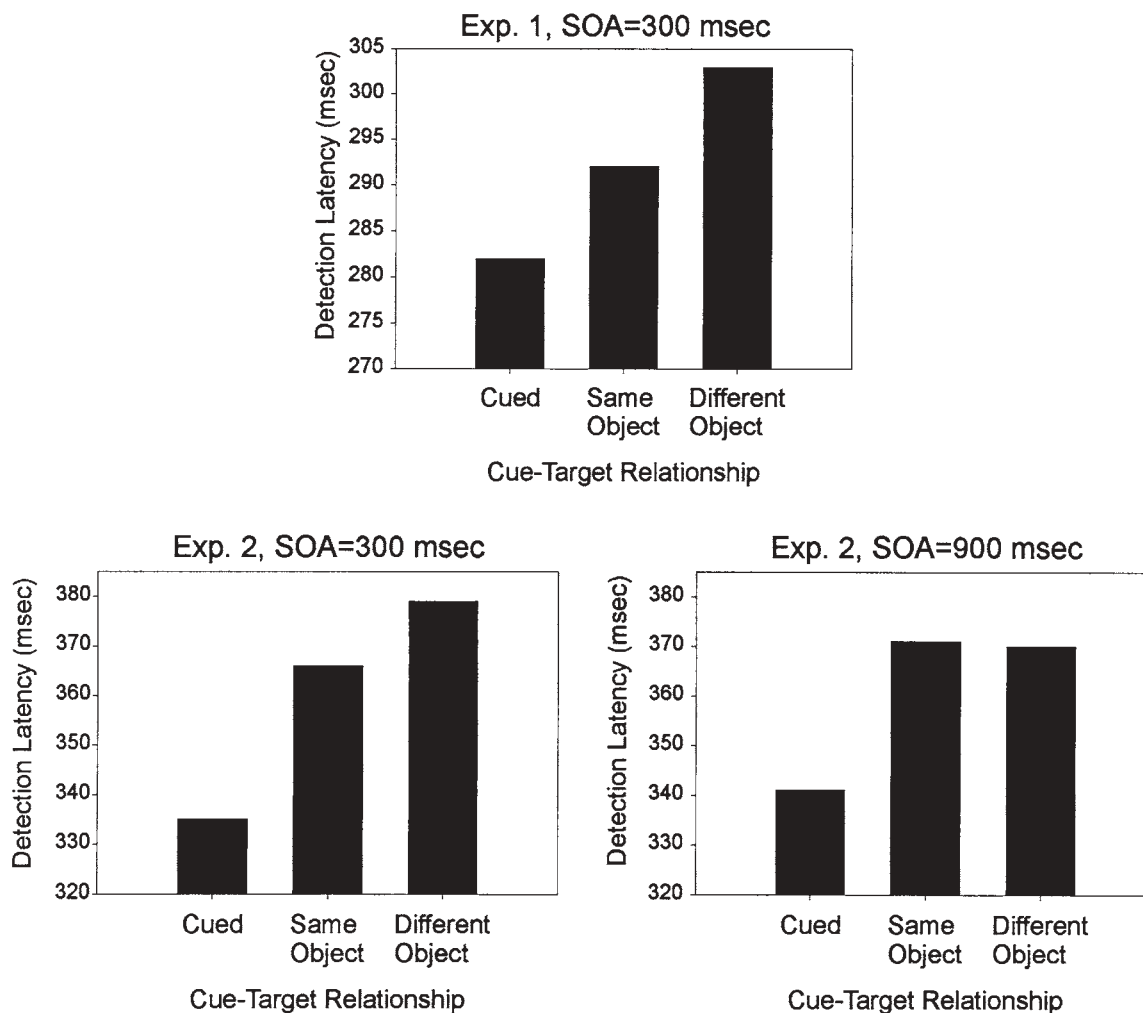 Exp. 1, SOA=300 msec
Detection Latency (msec)
305
300
295
290
285
280
275
270
Cued
Same Object
Different Object
Cue-Target Relationship
Exp. 2, SOA=300 msec
Detection Latency (msec)
380
370
360
350
340
330
320
Cued
Same Object
Different Object
Cue-Target Relationship
Exp. 2, SOA=900 msec
Detection Latency (msec)
380
370
360
350
340
330
320
Cued
Same Object
Different Object
Cue-Target Relationship